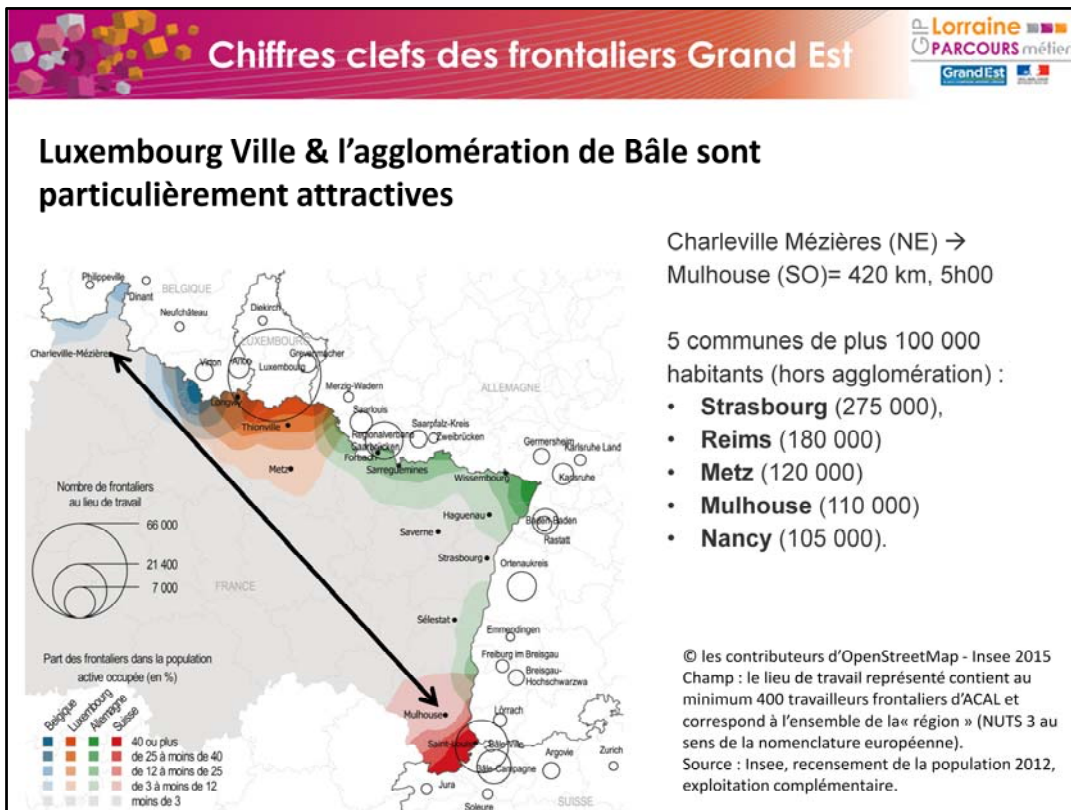 Chiffres clefs des frontaliers Grand Est
GIP Lorraine
PARCOURS métier
GrandEst
Luxembourg Ville & l'agglomération de Bâle sont
particulièrement attractives
Charleville Mézières (NE) →
Mulhouse (SO)= 420 km, 5h00
5 communes de plus 100 000
habitants (hors agglomération) :
• Strasbourg (275 000),
• Reims (180 000)
• Metz (120 000)
• Mulhouse (110 000)
• Nancy (105 000).
Philippeville
Dinant
BELGIQUE
Neufchâteau
Diekirch
LUXEMBOURG
Charleville-Mézières
Virton
Arlon
Luxembourg
Grevenmacher
Merzig-Wadern
ALLEMAGNE
Longwy
Thionville
Saarlouis
Regionalverband
Saarbrücken
Saarpfalz-Kreis
Zweibrücken
Forbach
Sarreguemines
Metz
Wissembourg
Germersheim
Karlsruhe Land
Karlsruhe
Haguenau
Baden-Baden
Rastatt
Saverne
Strasbourg
Ortenaukreis
FRANCE
Sélestat
Emmendingen
Freiburg im Breisgau
Breisgau-
Hochschwarzwa
Mulhouse
Lörrach
Saint-Louis
Bâle-Ville
Bâle-Campagne
Argovie
Zurich
Jura
Soleure
SUISSE
Nombre de frontaliers
au lieu de travail
66 000
21 400
7 000
Part des frontaliers dans la population
active occupée (en %)
Belgique
Luxembourg
Allemagne
Suisse
40 ou plus
de 25 à moins de 40
de 12 à moins de 25
de 3 à moins de 12
moins de 3
© les contributeurs d'OpenStreetMap - Insee 2015
Champ : le lieu de travail représenté contient au
minimum 400 travailleurs frontaliers d'ACAL et
correspond à l'ensemble de la« région » (NUTS 3 au
sens de la nomenclature européenne).
Source : Insee, recensement de la population 2012,
exploitation complémentaire.